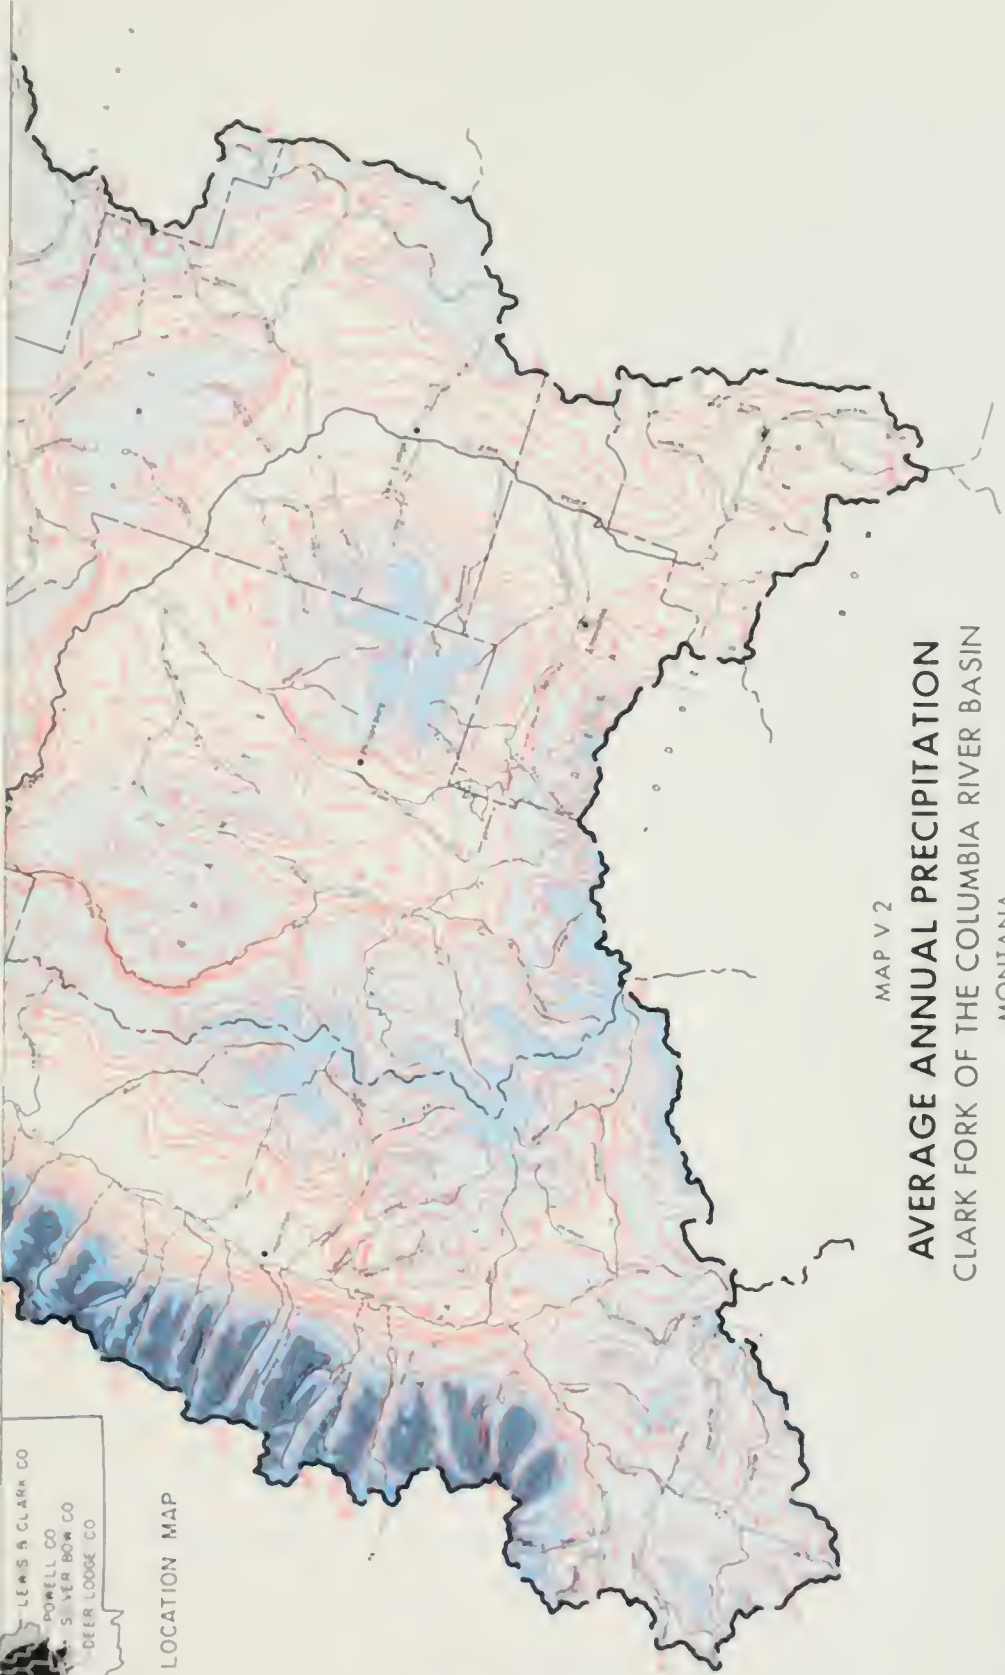 LEWIS & CLARK CO
POWELL CO
SILVER BOW CO
DEER LODGE CO
LOCATION MAP
MAP V 2
AVERAGE ANNUAL PRECIPITATION
CLARK FORK OF THE COLUMBIA RIVER BASIN
MONTANA